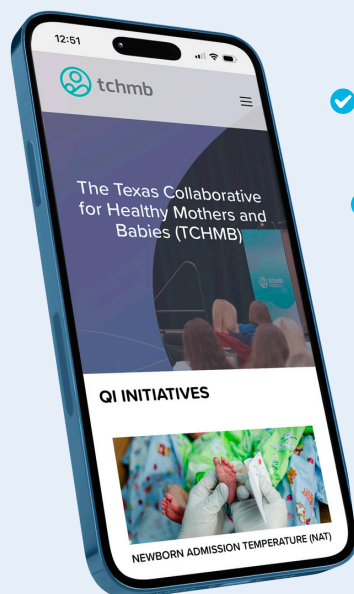 12:51
tchmb
The Texas Collaborative
for Healthy Mothers and
Babies (TCHMB)
QI INITIATIVES
NEWBORN ADMISSION TEMPERATURE (NAT)